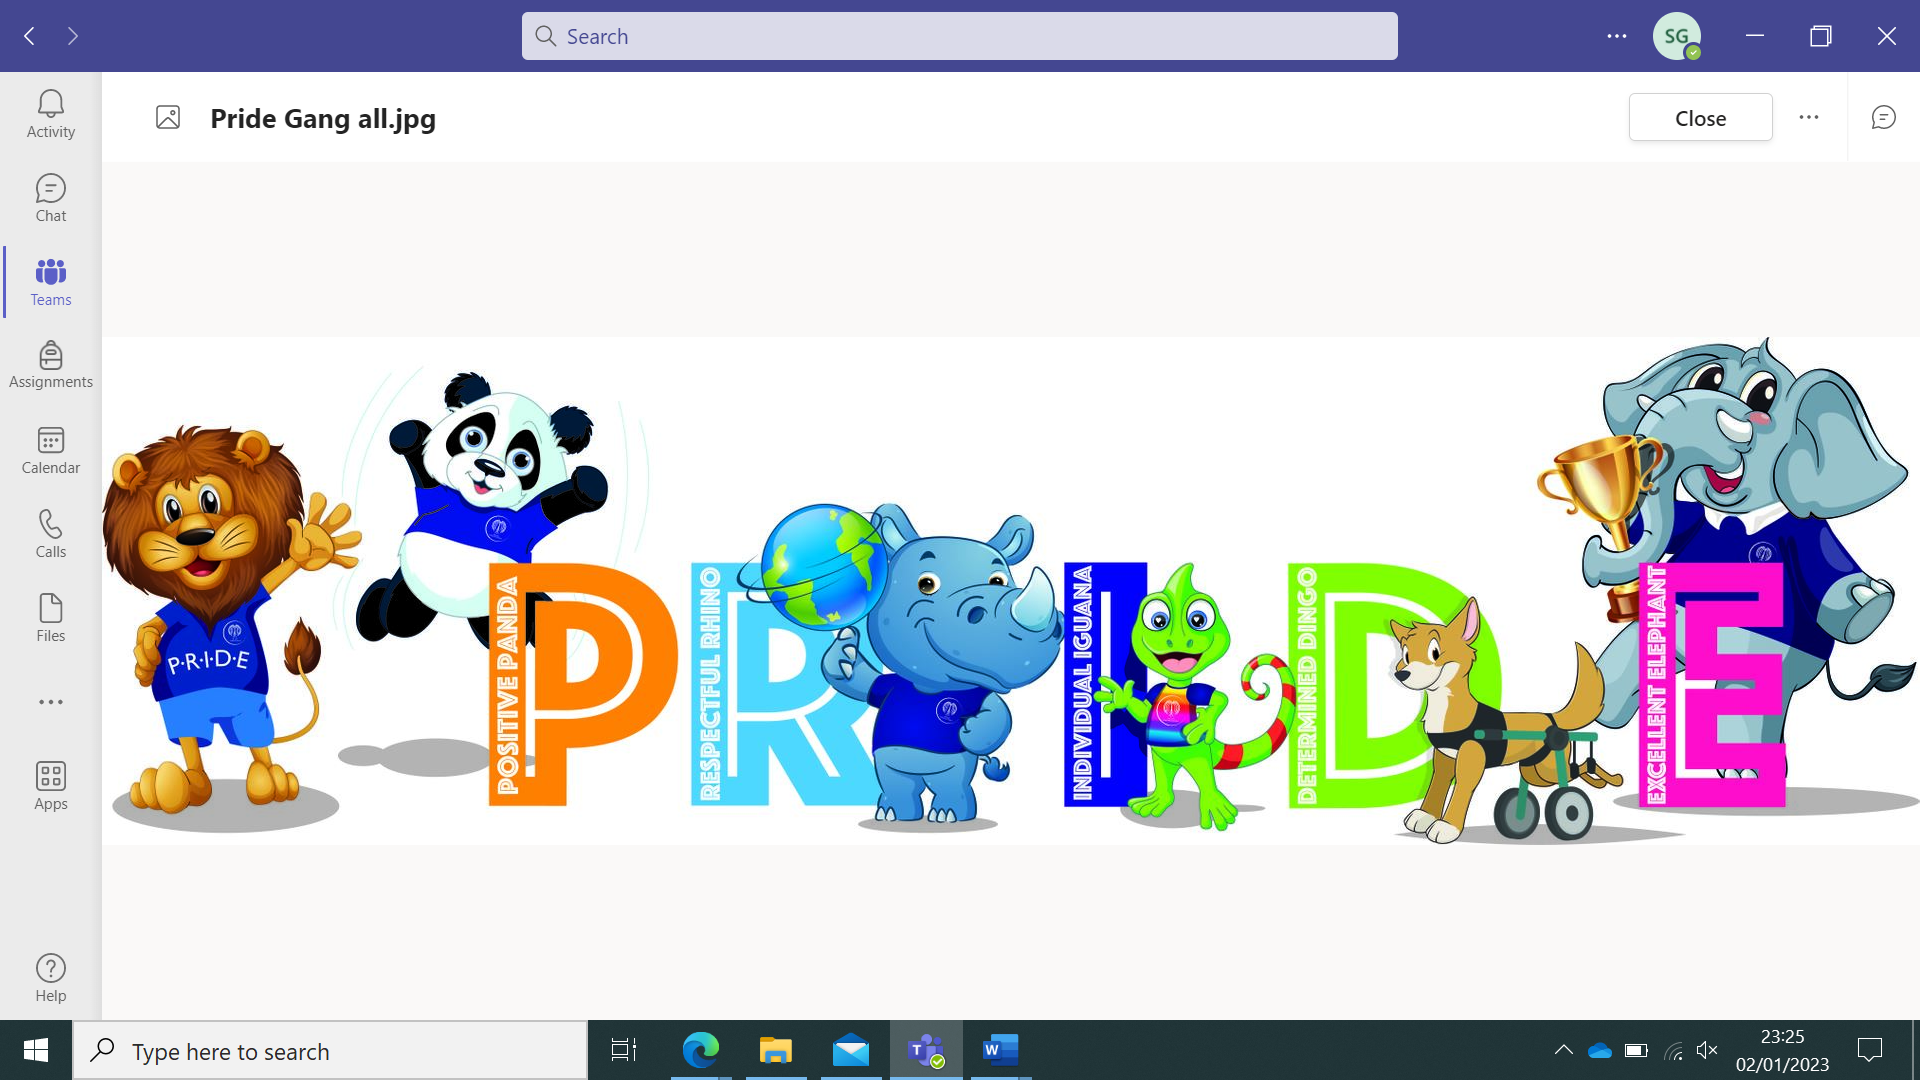 Search
SG
Activity
Chat
Teams
Assignments
Calendar
Calls
Files
Apps
Help
Pride Gang all.jpg
Close
P·R·I·D·E
POSITIVE PANDA
P
RESPECTFUL RHINO
R
INDIVIDUAL IGUANA
I
DETERMINED DINGO
D
EXCELLENT ELEPHANT
E
Type here to search
T
W
23:25
02/01/2023